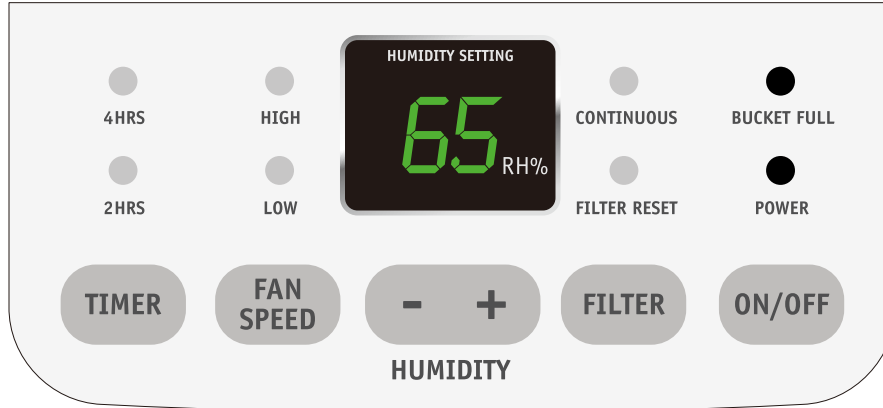 HUMIDITY SETTING
65 RH%
4HRS
HIGH
CONTINUOUS
BUCKET FULL
2HRS
LOW
FILTER RESET
POWER
TIMER
FAN
SPEED
- +
FILTER
ON/OFF
HUMIDITY